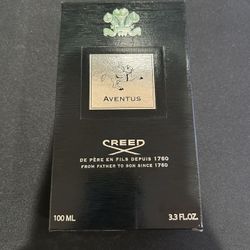 AVENTUS
CREED
DE PÈRE EN FILS DEPUIS 1760
FROM FATHER TO SON SINCE 1760
100 ML 3.3 FL.OZ.